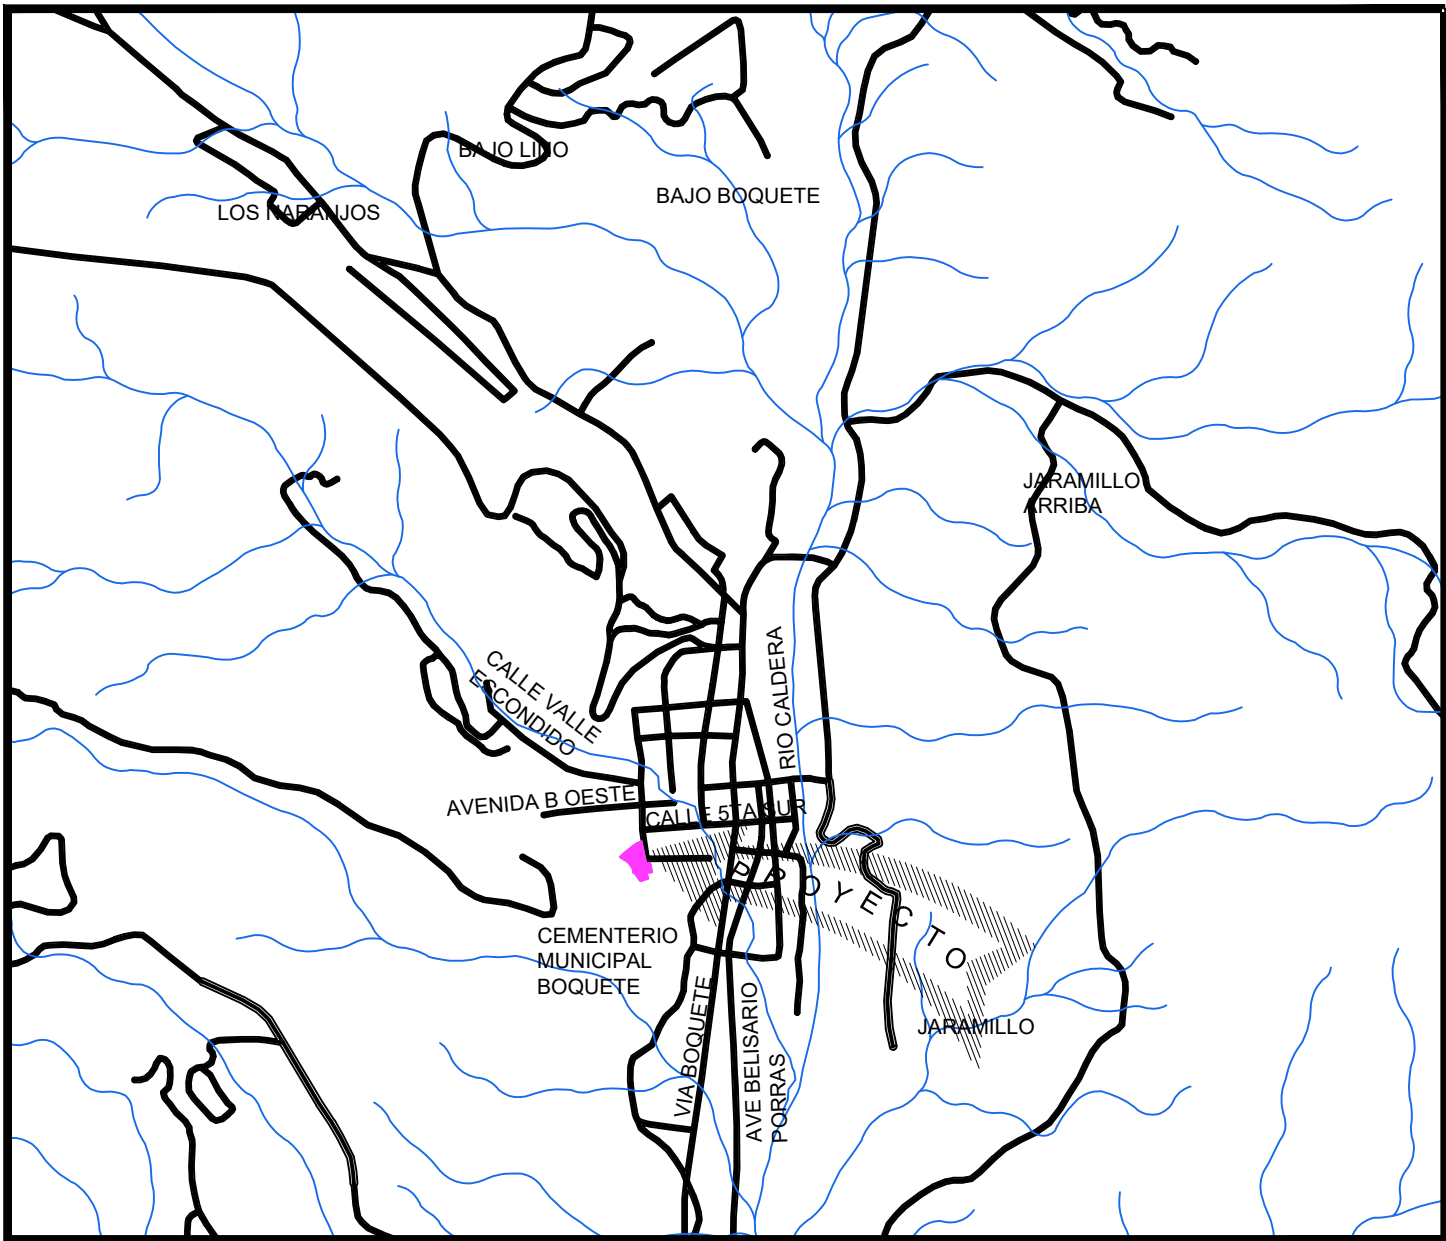 BAJO LINO
BAJO BOQUETE
LOS NARANJOS
JARAMILLO
ARRIBA
CALLE VALLE
ESCONDIDO
RIO CALDERA
AVENIDA B OESTE
CALLE 5TA SUR
PROYECTO
CEMENTERIO
MUNICIPAL
BOQUETE
VIA BOQUETE
AVE BELISARIO
PORRAS
JARAMILLO